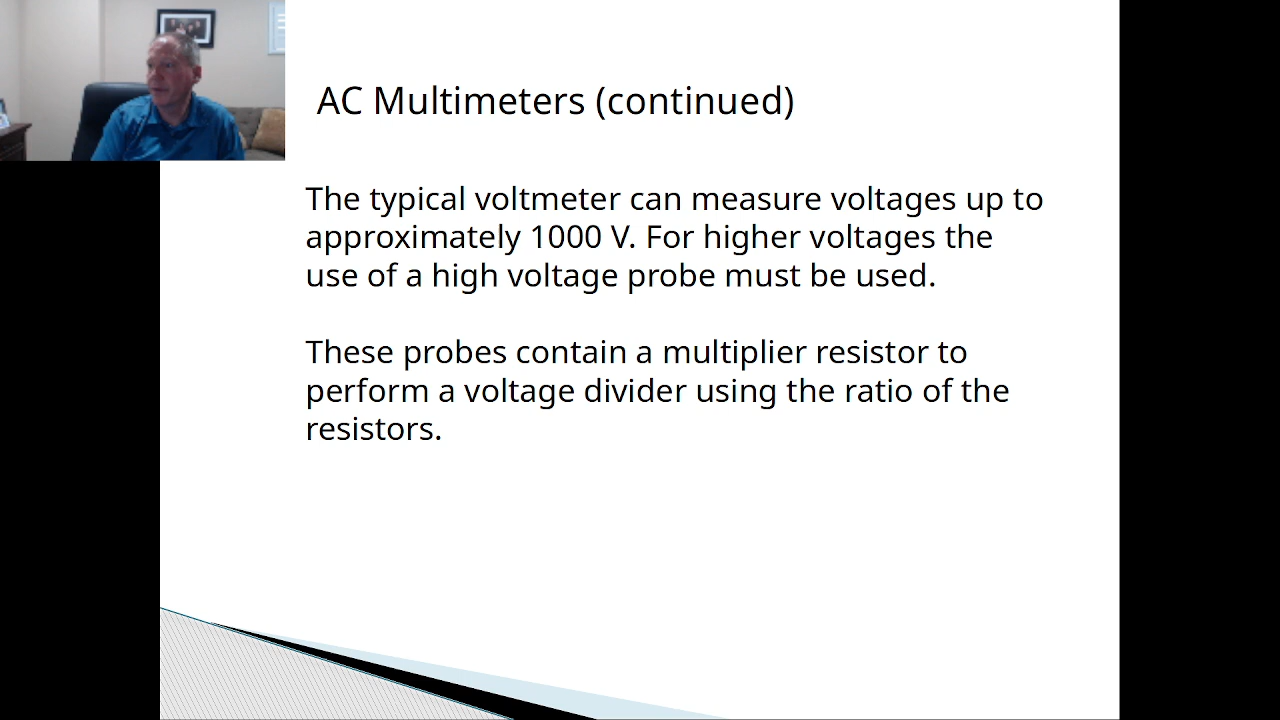 AC Multimeters (continued)
The typical voltmeter can measure voltages up to
approximately 1000 V. For higher voltages the
use of a high voltage probe must be used.
These probes contain a multiplier resistor to
perform a voltage divider using the ratio of the
resistors.